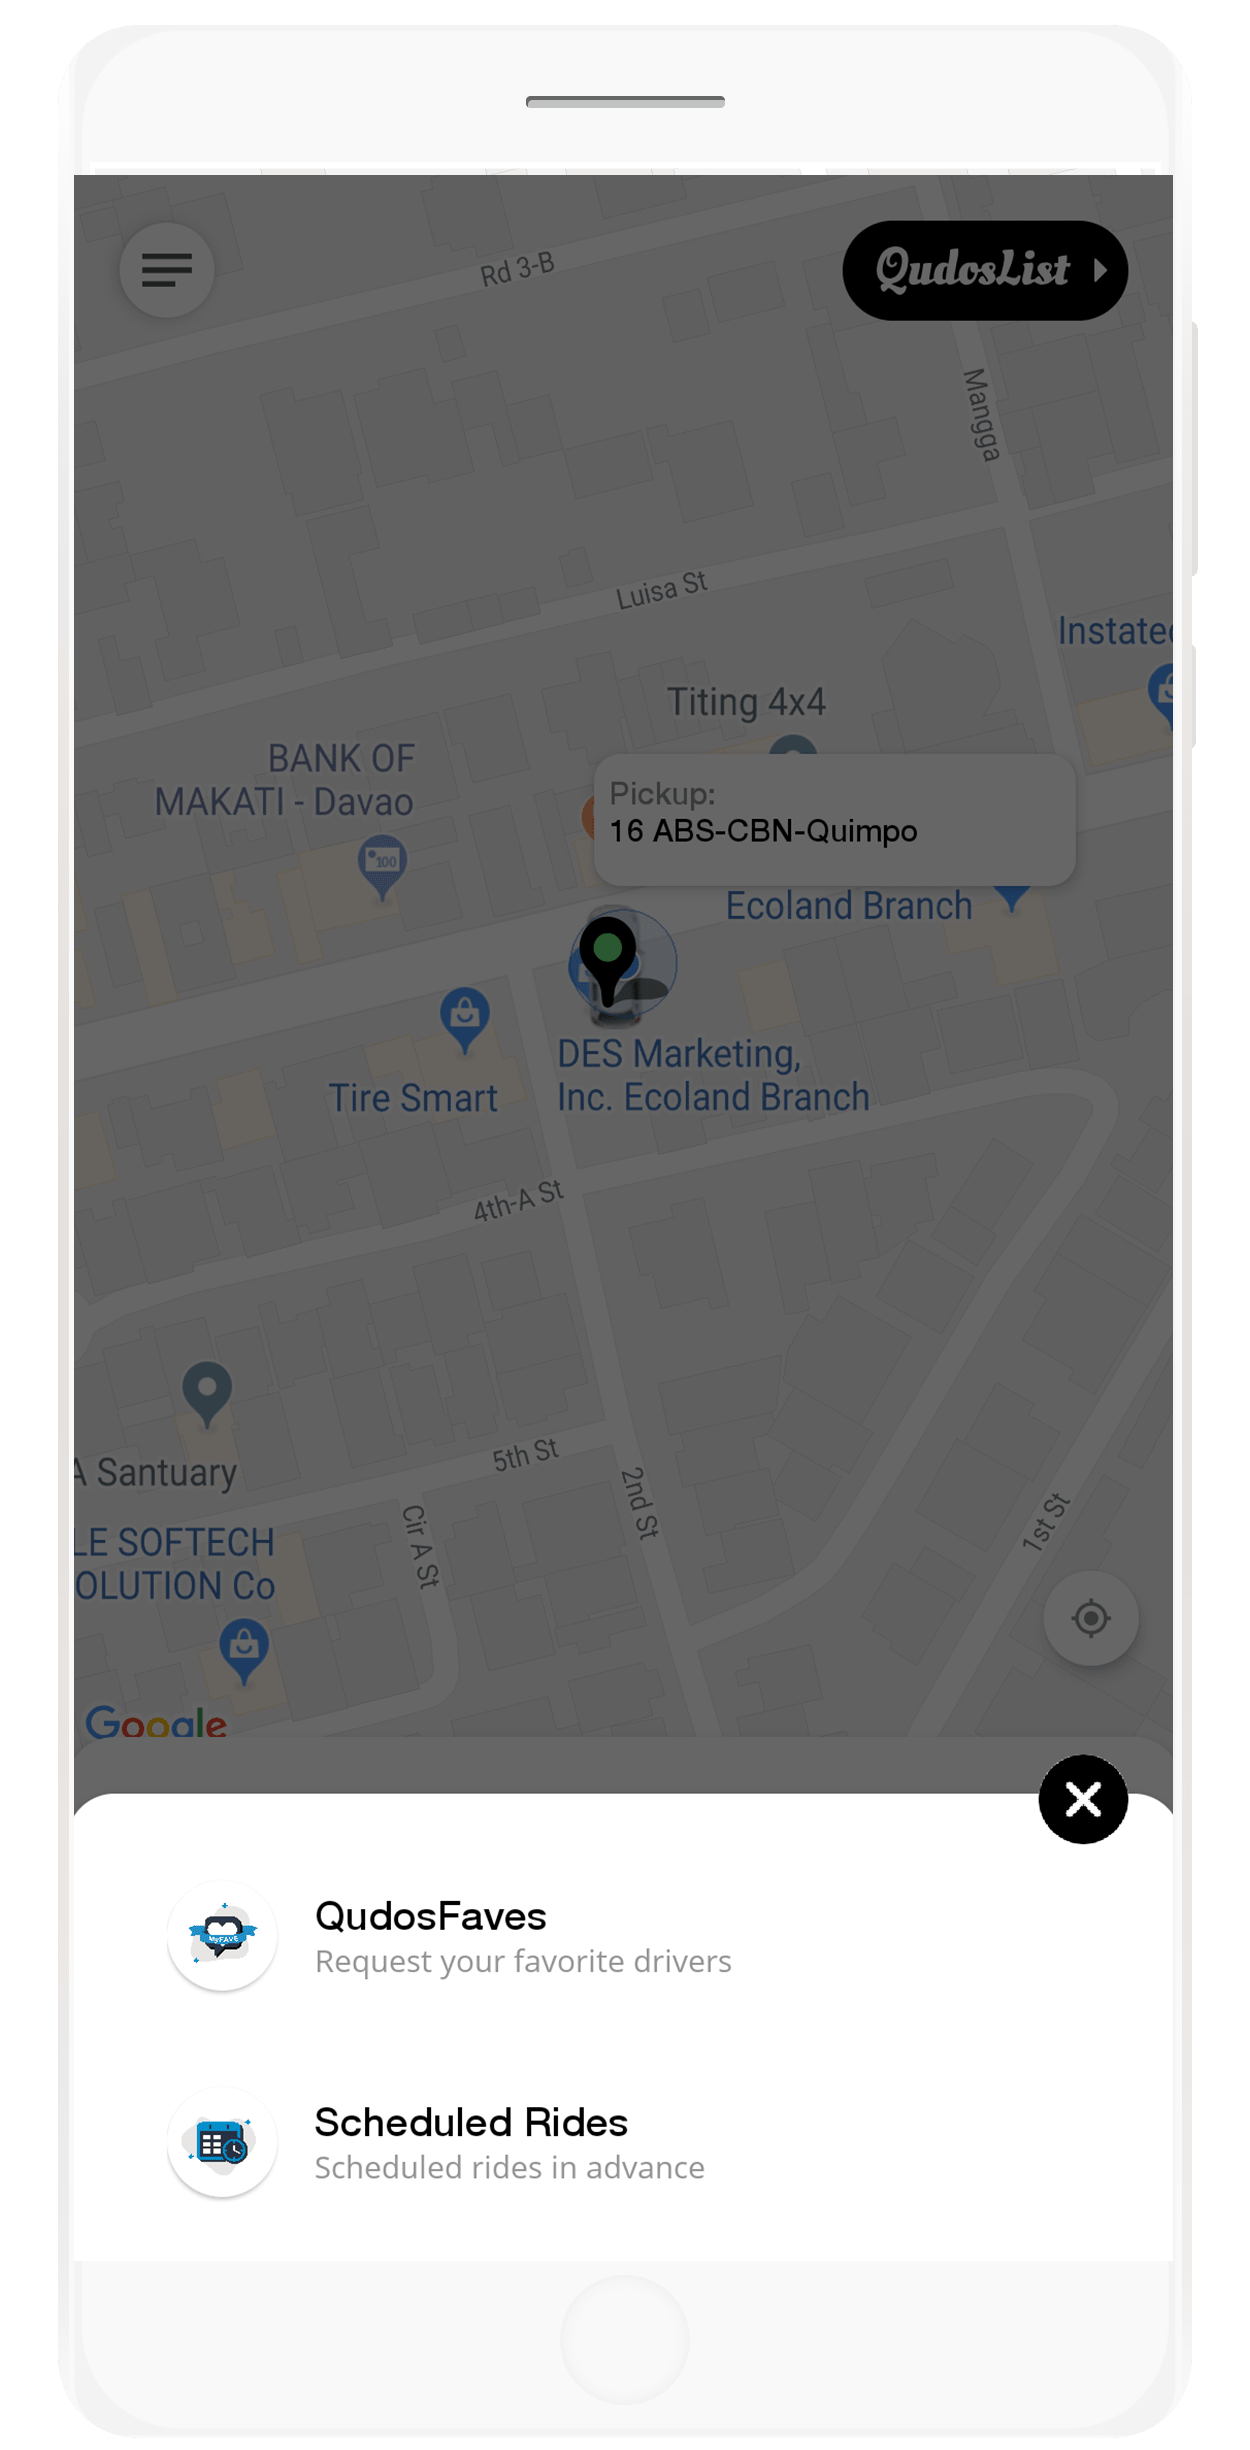 QudosList
Rd 3-B
Mangga
Luisa St
Titing 4x4
BANK OF
MAKATI - Davao
100
Pickup:
16 ABS-CBN-Quimpo
Ecoland Branch
Tire Smart
DES Marketing,
Inc. Ecoland Branch
4th-A St
A Santuary
5th St
2nd St
Cir A St
1st St
LE SOFTECH
OLUTION Co
Google
MyFAVE
QudosFaves
Request your favorite drivers
Scheduled Rides
Scheduled rides in advance